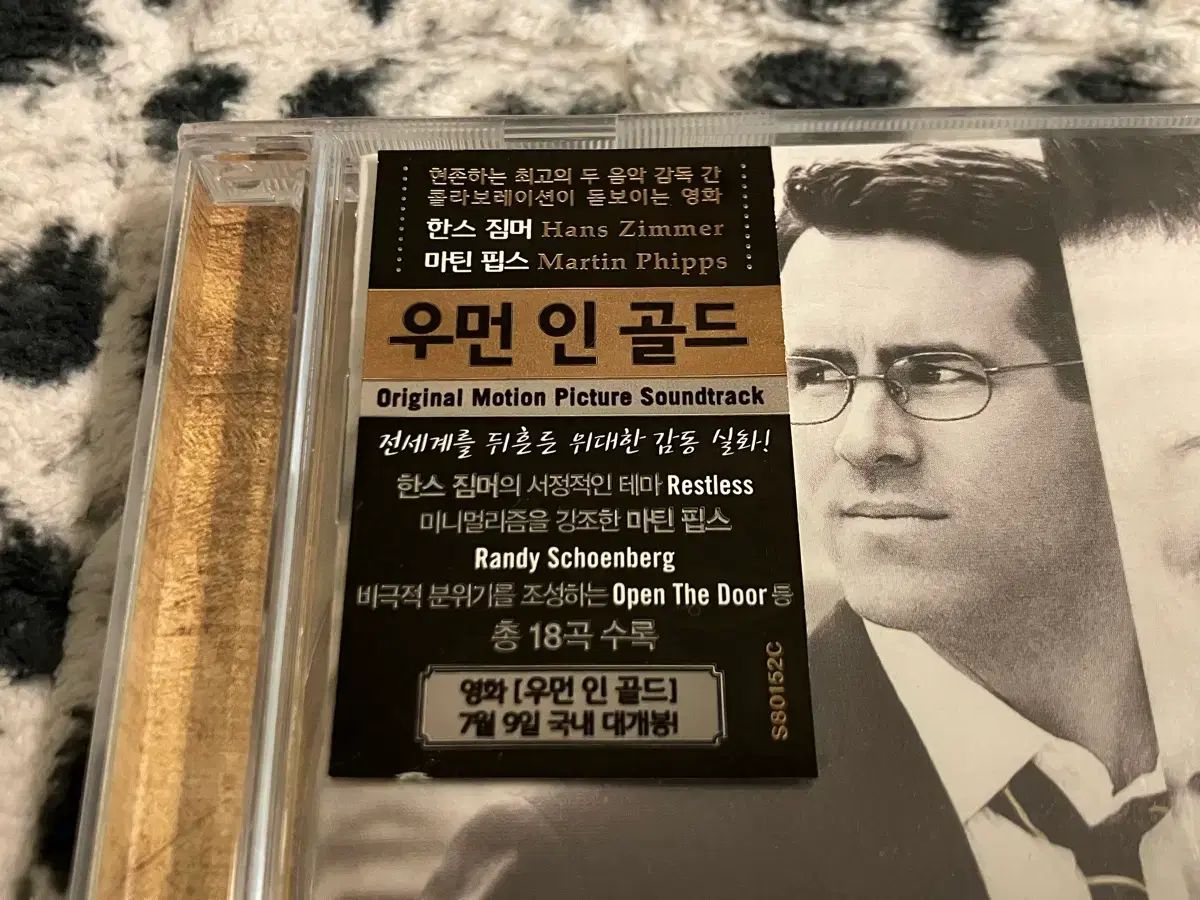 현존하는 최고의 두 음악 감독 간
콜라보레이션이 돋보이는 영화
한스 짐머 Hans Zimmer
마틴 핍스 Martin Phipps
우먼 인 골드
Original Motion Picture Soundtrack
전세계를 뒤흔든 위대한 감동 실화!
한스 짐머의 서정적인 테마 Restless
미니멀리즘을 강조한 마틴 핍스
Randy Schoenberg
비극적 분위기를 조성하는 Open The Door 등
총 18곡 수록
영화 [우먼 인 골드]
7월 9일 국내 대개봉!
S80152C